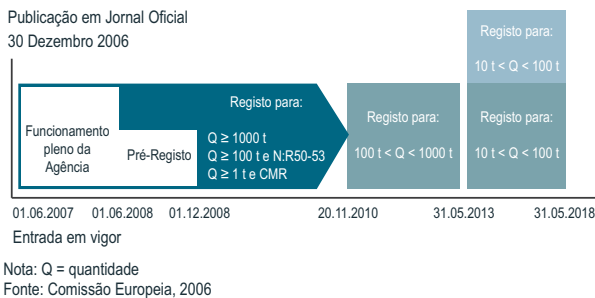 Publicação em Jornal Oficial
30 Dezembro 2006
Registo para:
10 t < Q < 100 t
Funcionamento
pleno da
Agência
Pré-Registo
Registo para:
Q ≥ 1000 t
Q ≥ 100 t e N:R50-53
Q ≥ 1 t e CMR
Registo para:
100 t < Q < 1000 t
Registo para:
10 t < Q < 100 t
01.06.2007
01.06.2008
01.12.2008
20.11.2010
31.05.2013
31.05.2018
Entrada em vigor
Nota: Q = quantidade
Fonte: Comissão Europeia, 2006